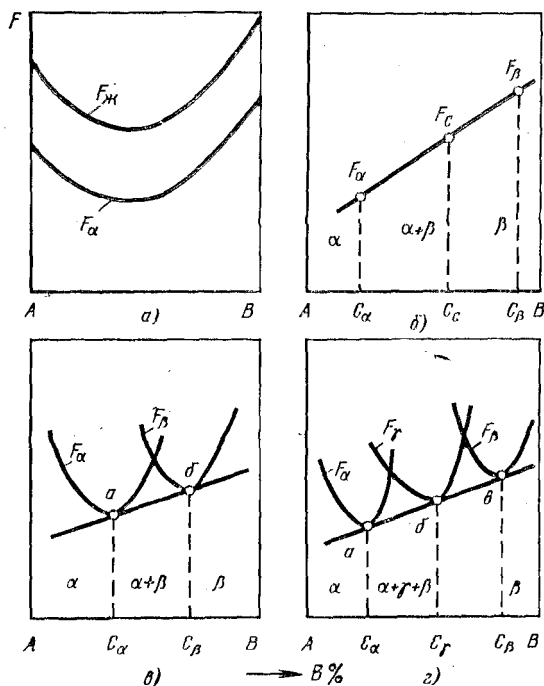 F
Fж
Fα
A
a)
B
Fβ
Fc
Fα
α
α+β
β
A
Cα
Cc
Cβ
B
б)
Fα
Fβ
a
б
α
α+β
β
A
Cα
Cβ
B
в)
Fα
Fγ
Fβ
a
б
в
α
α+γ+β
β
A
Cα
Cγ
Cβ
B
г)
B%